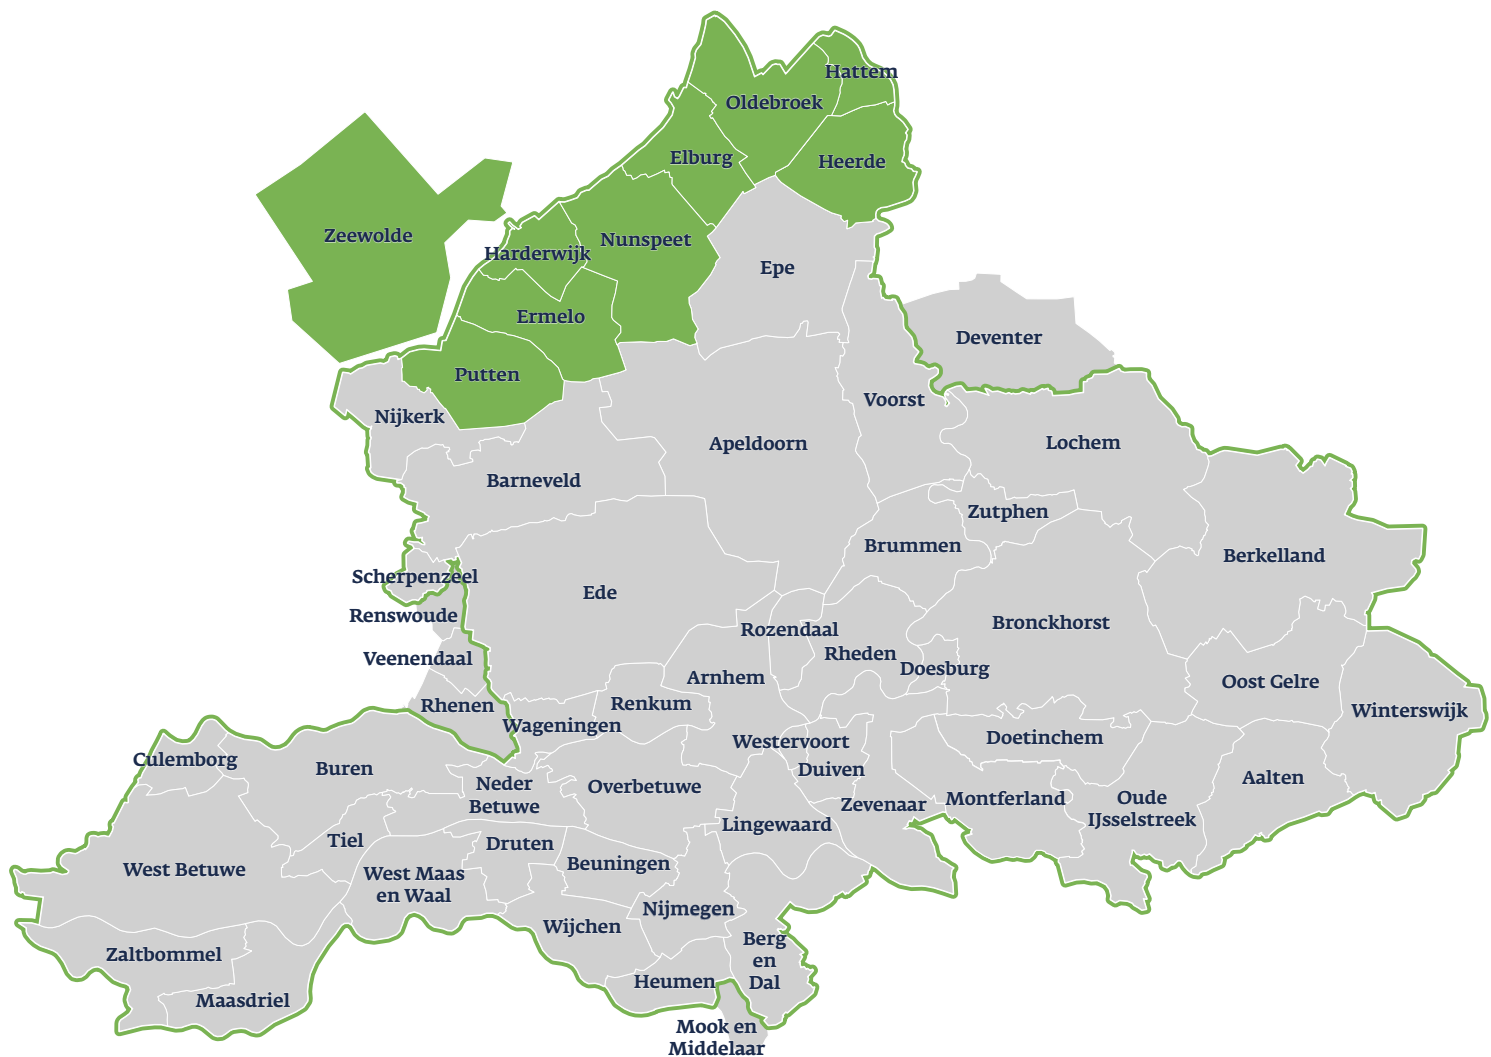 Hattem
Oldebroek
Elburg
Heerde
Zeewolde
Harderwijk
Nunspeet
Epe
Ermelo
Deventer
Putten
Voorst
Nijkerk
Apeldoorn
Lochem
Barneveld
Zutphen
Brummen
Berkelland
Scherpenzeel
Ede
Renswoude
Bronckhorst
Rozendaal
Rheden
Veenendaal
Doesburg
Arnhem
Oost Gelre
Rhenen
Renkum
Winterswijk
Wageningen
Westervoort
Doetinchem
Culemborg
Buren
Duiven
Aalten
Neder
Betuwe
Overbetuwe
Zevenaar
Montferland
Oude
IJsselstreek
Lingewaard
Tiel
Druten
West Betuwe
Beuningen
West Maas
en Waal
Nijmegen
Wijchen
Berg
en
Dal
Zaltbommel
Heumen
Maasdriel
Mook en
Middelaar